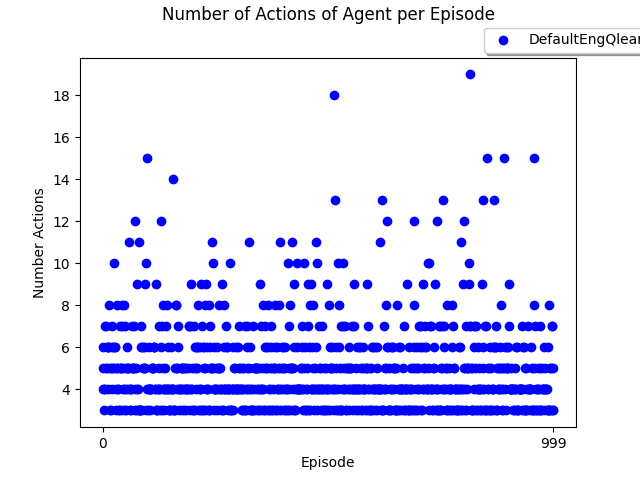 Number of Actions of Agent per Episode
DefaultEngQlear
Number Actions
18
16
14
12
10
8
6
4
0
999
Episode